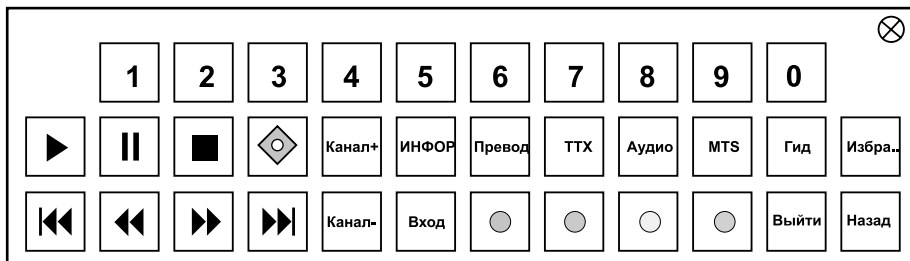 1 2 3 4 5 6 7 8 9 0
Канал+ ИНФОР Превод TTX Аудио MTS Гид Избра..
Канал- Вход Выйти Назад